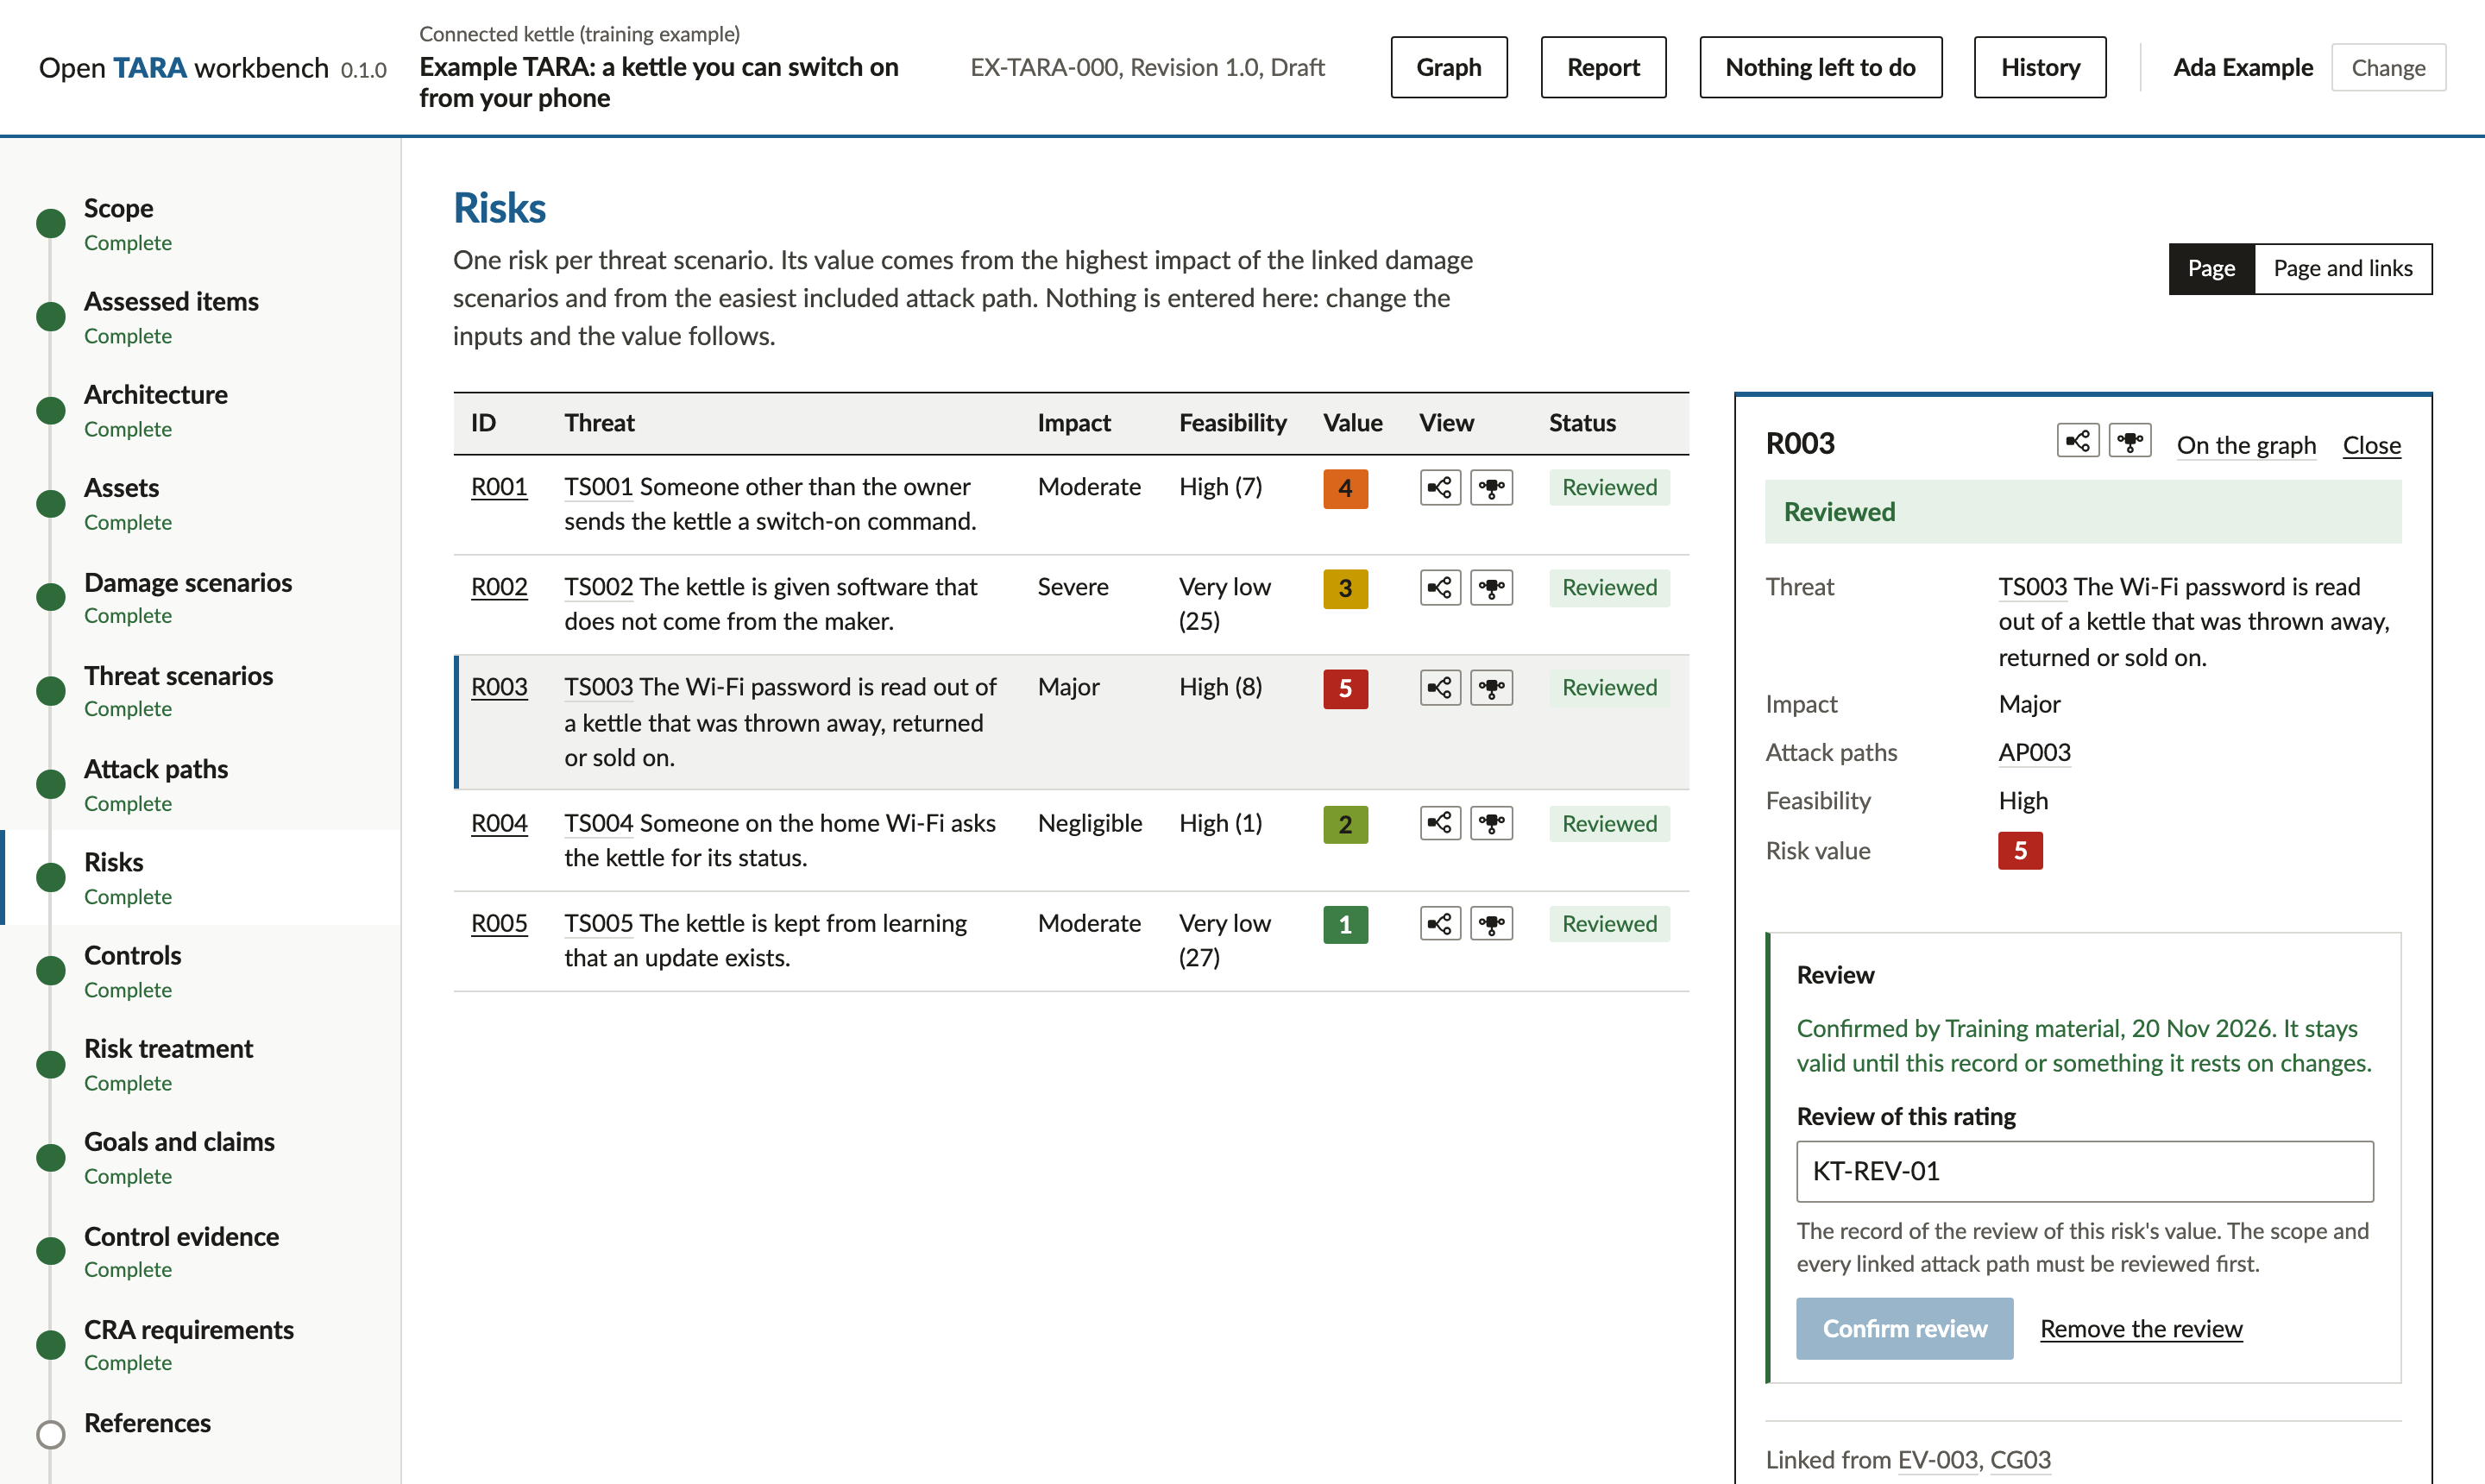 Open TARA workbench 0.1.0
Connected kettle (training example)
Example TARA: a kettle you can switch on
from your phone
EX-TARA-000, Revision 1.0, Draft
Graph
Report
Nothing left to do
History
Ada Example
Change
Scope
Complete
Assessed items
Complete
Architecture
Complete
Assets
Complete
Damage scenarios
Complete
Threat scenarios
Complete
Attack paths
Complete
Risks
Complete
Controls
Complete
Risk treatment
Complete
Goals and claims
Complete
Control evidence
Complete
CRA requirements
Complete
References
Risks
One risk per threat scenario. Its value comes from the highest impact of the linked damage
scenarios and from the easiest included attack path. Nothing is entered here: change the
inputs and the value follows.
Page
Page and links
ID Threat Impact Feasibility Value View Status
R001 TS001 Someone other than the owner Moderate High (7) 4 Reviewed
sends the kettle a switch-on command.
R002 TS002 The kettle is given software that Severe Very low 3 Reviewed
does not come from the maker. (25)
R003 TS003 The Wi-Fi password is read out of Major High (8) 5 Reviewed
a kettle that was thrown away, returned
or sold on.
R004 TS004 Someone on the home Wi-Fi asks Negligible High (1) 2 Reviewed
the kettle for its status.
R005 TS005 The kettle is kept from learning Moderate Very low 1 Reviewed
that an update exists. (27)
R003
On the graph
Close
Reviewed
Threat TS003 The Wi-Fi password is read
out of a kettle that was thrown away,
returned or sold on.
Impact Major
Attack paths AP003
Feasibility High
Risk value 5
Review
Confirmed by Training material, 20 Nov 2026. It stays
valid until this record or something it rests on changes.
Review of this rating
KT-REV-01
The record of the review of this risk's value. The scope and
every linked attack path must be reviewed first.
Confirm review
Remove the review
Linked from EV-003, CG03